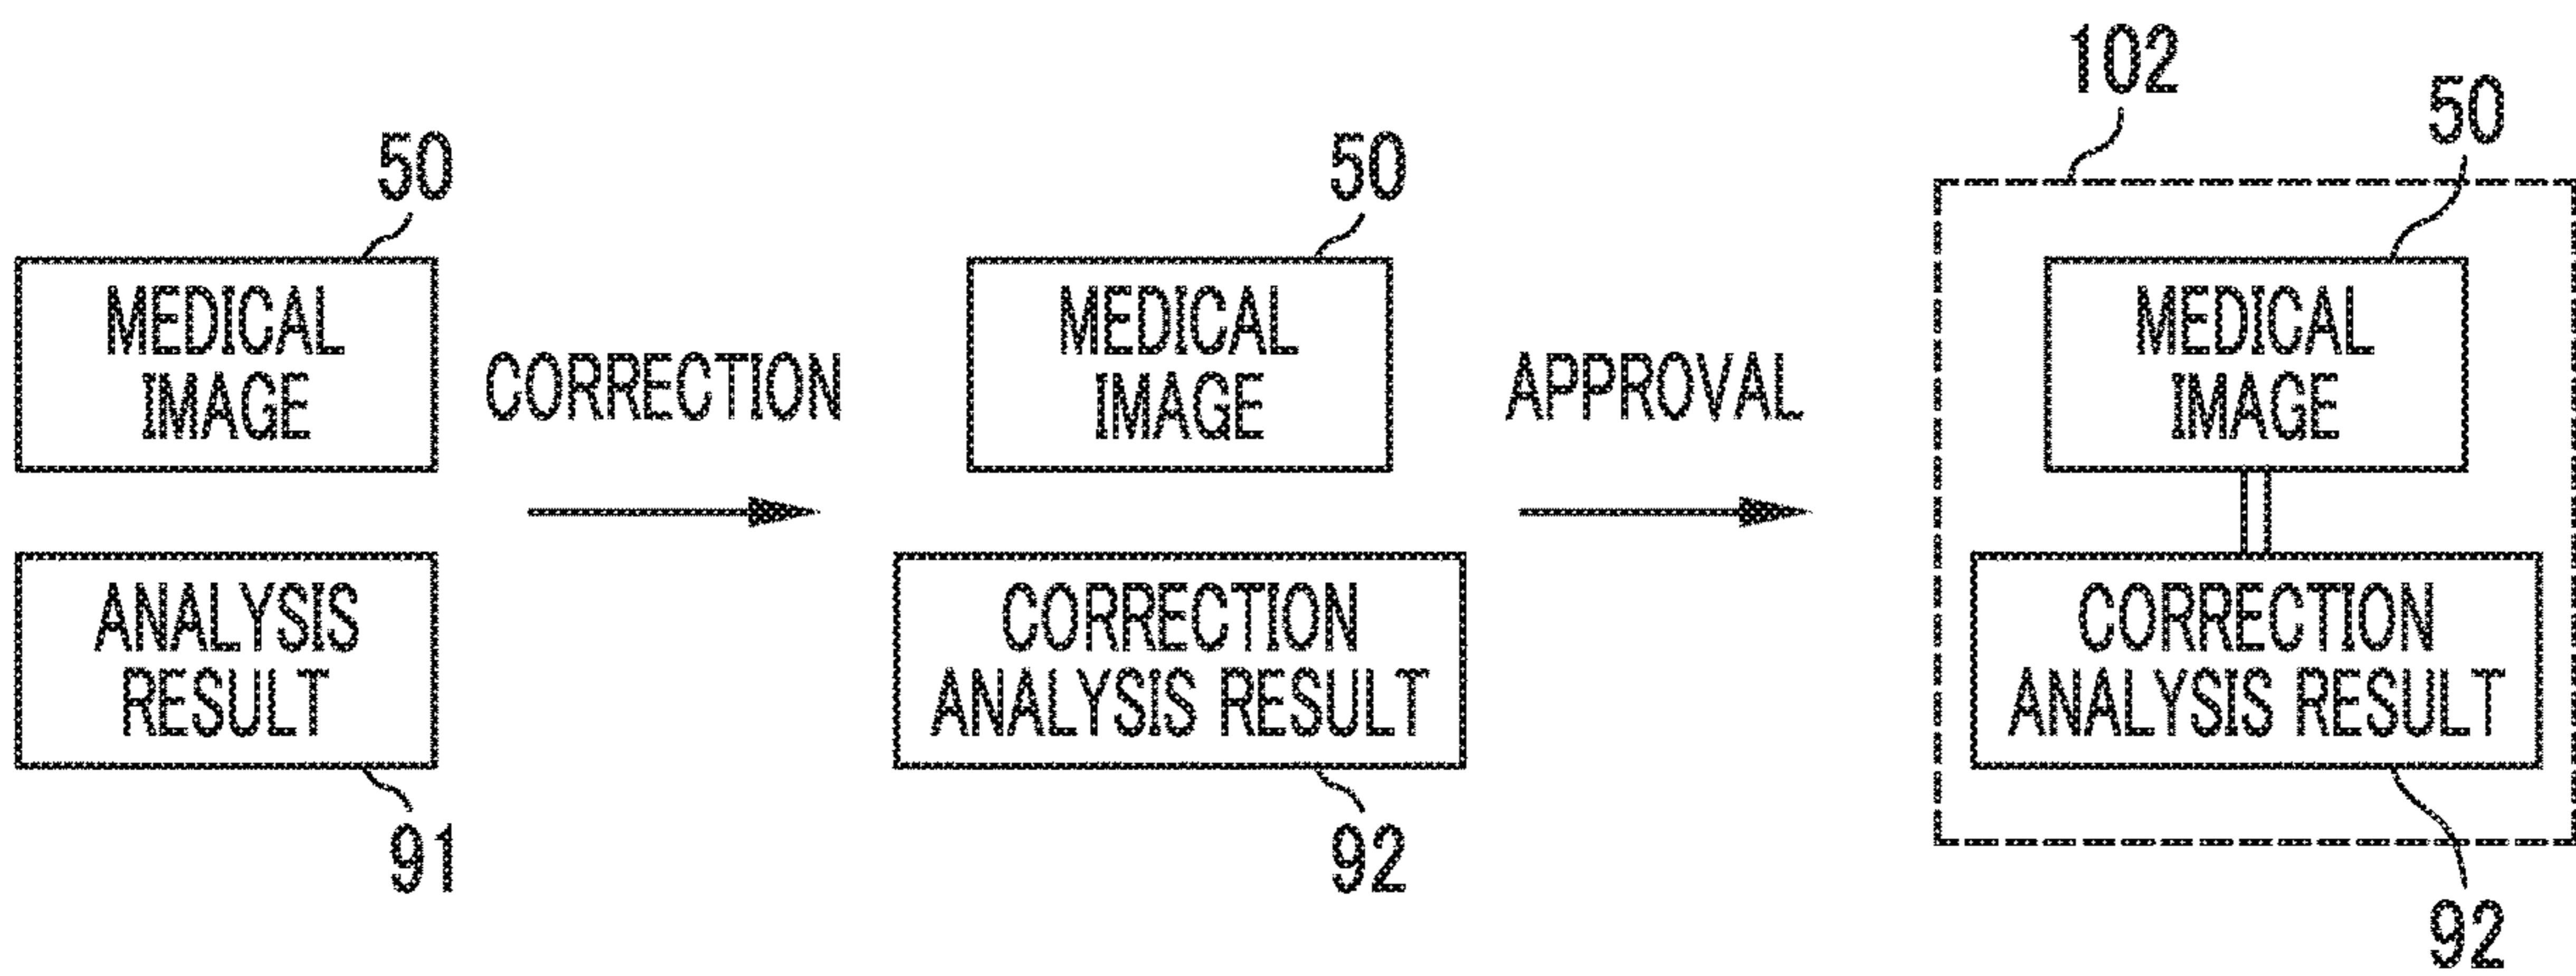 102
50
50
50
MEDICAL
IMAGE
CORRECTION
MEDICAL
IMAGE
APPROVAL
MEDICAL
IMAGE
ANALYSIS
RESULT
CORRECTION
ANALYSIS RESULT
CORRECTION
ANALYSIS RESULT
91
92
92